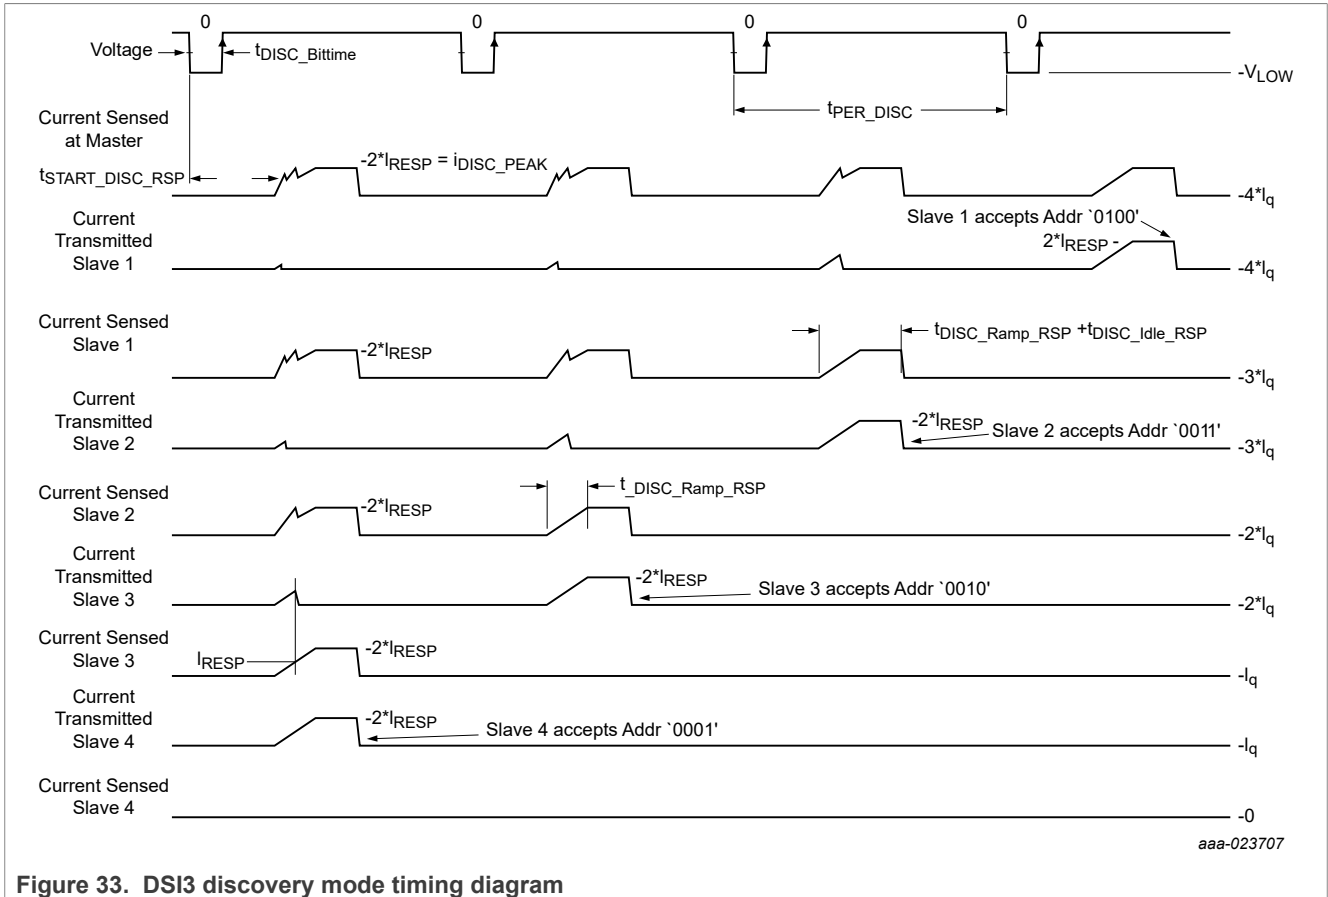 0 0 0 0
Voltage
tDISC_Bittime
-VLOW
tPER_DISC
Current Sensed
at Master
tSTART_DISC_RSP
-2*IRESP = iDISC_PEAK
-4*Iq
Current
Transmitted
Slave 1
Slave 1 accepts Addr `0100'
2*IRESP -
-4*Iq
Current Sensed
Slave 1
-2*IRESP
tDISC_Ramp_RSP +tDISC_Idle_RSP
-3*Iq
Current
Transmitted
Slave 2
-2*IRESP
Slave 2 accepts Addr `0011'
-3*Iq
Current Sensed
Slave 2
-2*IRESP
t_DISC_Ramp_RSP
-2*Iq
Current
Transmitted
Slave 3
-2*IRESP
Slave 3 accepts Addr `0010'
-2*Iq
Current Sensed
Slave 3
IRESP
-2*IRESP
-Iq
Current
Transmitted
Slave 4
-2*IRESP
Slave 4 accepts Addr `0001'
-Iq
Current Sensed
Slave 4
-0
aaa-023707
Figure 33. DSI3 discovery mode timing diagram